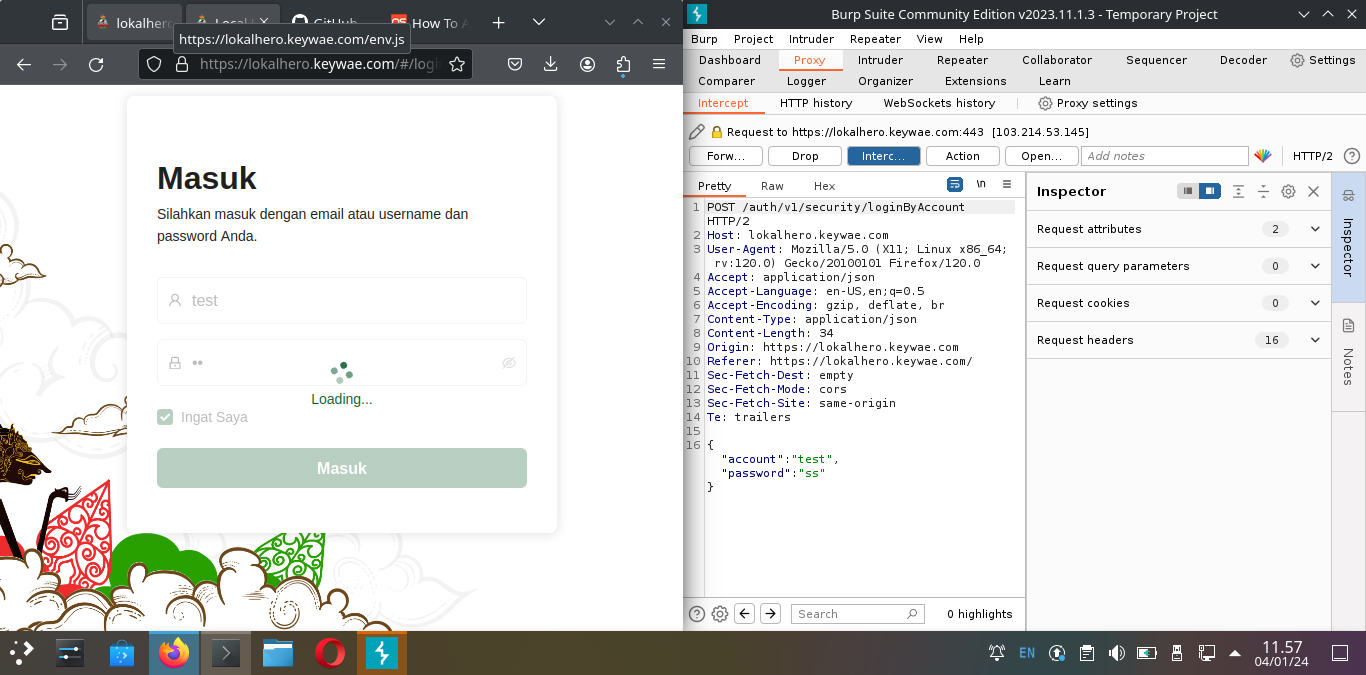 lokalhero
Local
GitHub
How To A
https://lokalhero.keywae.com/env.js
https://lokalhero.keywae.com/#/logi
Masuk
Silahkan masuk dengan email atau username dan
password Anda.
test
••
Loading...
Ingat Saya
Masuk
Burp Suite Community Edition v2023.11.1.3 - Temporary Project
Burp Project Intruder Repeater View Help
Dashboard Proxy Intruder Repeater Collaborator Sequencer Decoder Settings
Comparer Logger Organizer Extensions Learn
Intercept HTTP history WebSockets history Proxy settings
Request to https://lokalhero.keywae.com:443 [103.214.53.145]
Forw... Drop Interc... Action Open... Add notes HTTP/2 ?
Pretty Raw Hex \n
1 POST /auth/v1/security/loginByAccount
HTTP/2
2 Host: lokalhero.keywae.com
3 User-Agent: Mozilla/5.0 (X11; Linux x86_64;
rv:120.0) Gecko/20100101 Firefox/120.0
4 Accept: application/json
5 Accept-Language: en-US,en;q=0.5
6 Accept-Encoding: gzip, deflate, br
7 Content-Type: application/json
8 Content-Length: 34
9 Origin: https://lokalhero.keywae.com
10 Referer: https://lokalhero.keywae.com/
11 Sec-Fetch-Dest: empty
12 Sec-Fetch-Mode: cors
13 Sec-Fetch-Site: same-origin
14 Te: trailers
15
16 {
"account":"test",
"password":"ss"
}
? Search 0 highlights
Inspector
Request attributes 2
Request query parameters 0
Request cookies 0
Request headers 16
Inspector
Notes
EN
11.57
04/01/24